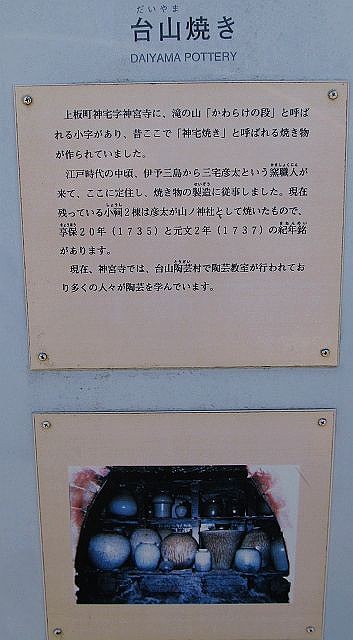 だいやま
台山焼き
DAIYAMA POTTERY
上板町神宅字神宮寺に、滝の山「かわらけの段」と呼ば
れる小字があり、昔ここで「神宅焼き」と呼ばれる焼き物
が作られていました。
江戸時代の中頃、伊予三島から三宅彦太という窯職人が
来て、ここに定住し、焼き物の製造に従事しました。現在
残っている小祠2棟は彦太が山ノ神社として焼いたもので、
享保20年(1735)と元文2年(1737)の紀年銘
があります。
現在、神宮寺では、台山陶芸村で陶芸教室が行われてお
り多くの人々が陶芸を学んでいます。